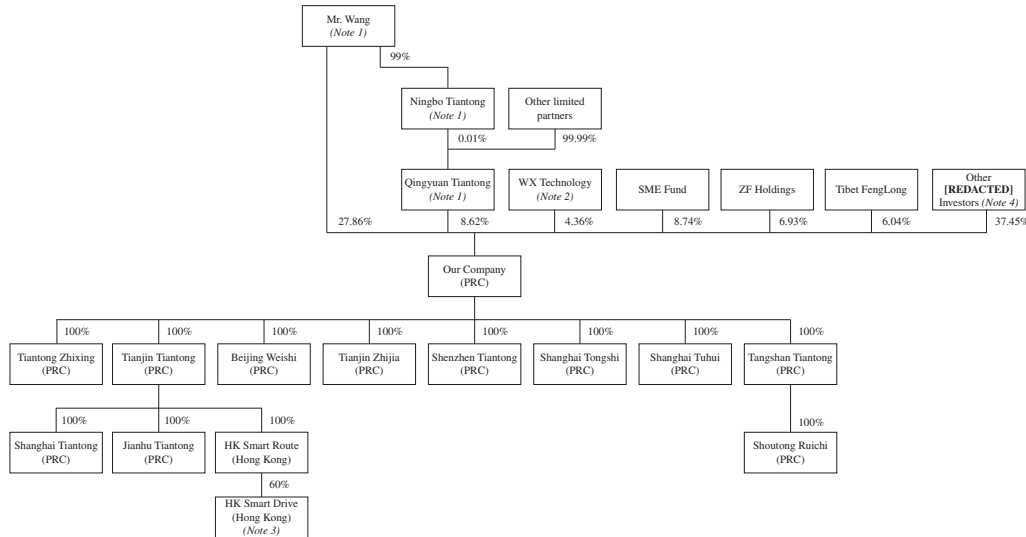 Mr. Wang
(Note 1)
99%
Ningbo Tiantong
(Note 1)
Other limited
partners
0.01%
99.99%
Qingyuan Tiantong
(Note 1)
WX Technology
(Note 2)
SME Fund
ZF Holdings
Tibet FengLong
Other
[REDACTED]
Investors (Note 4)
27.86%
8.62%
4.36%
8.74%
6.93%
6.04%
37.45%
Our Company
(PRC)
100%
100%
100%
100%
100%
100%
100%
100%
Tiantong Zhixing
(PRC)
Tianjin Tiantong
(PRC)
Beijing Weishi
(PRC)
Tianjin Zhijia
(PRC)
Shenzhen Tiantong
(PRC)
Shanghai Tongshi
(PRC)
Shanghai Tuhui
(PRC)
Tangshan Tiantong
(PRC)
100%
100%
100%
100%
Shanghai Tiantong
(PRC)
Jianhu Tiantong
(PRC)
HK Smart Route
(Hong Kong)
Shoutong Ruichi
(PRC)
60%
HK Smart Drive
(Hong Kong)
(Note 3)